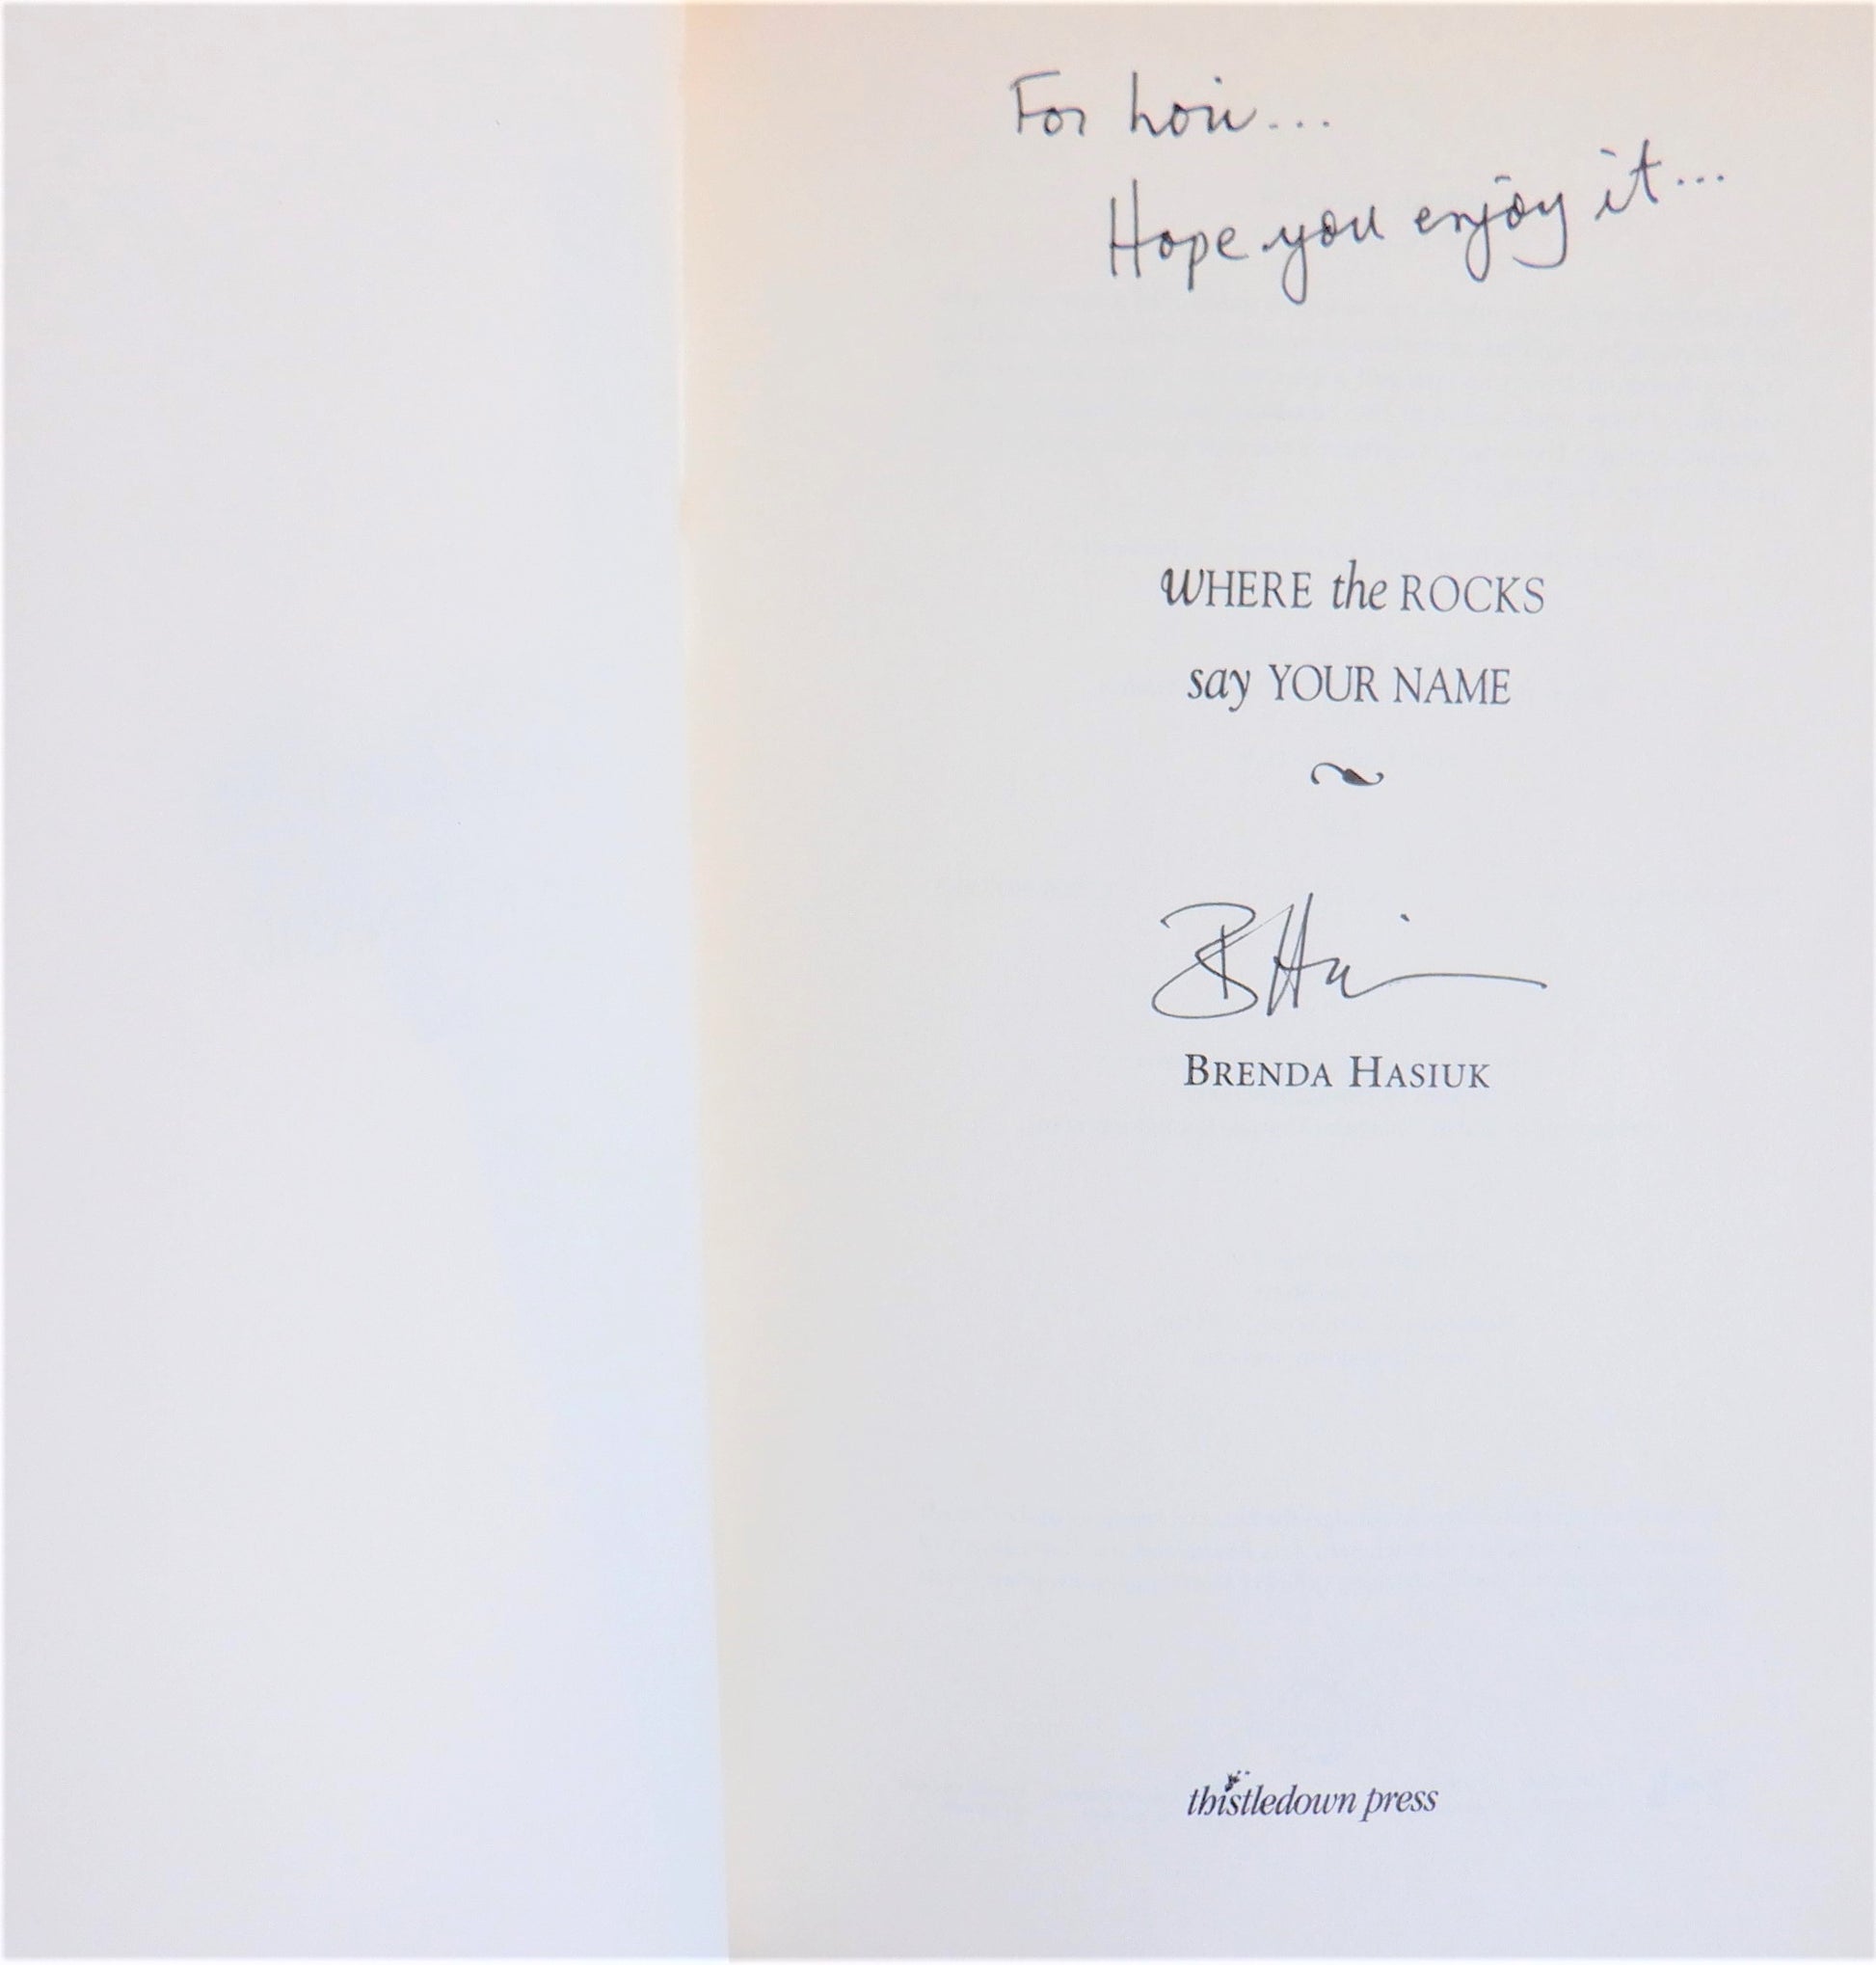 For Lori...
Hope you enjoy it...
WHERE the ROCKS
say YOUR NAME
BRENDA HASIUK
thistledown press